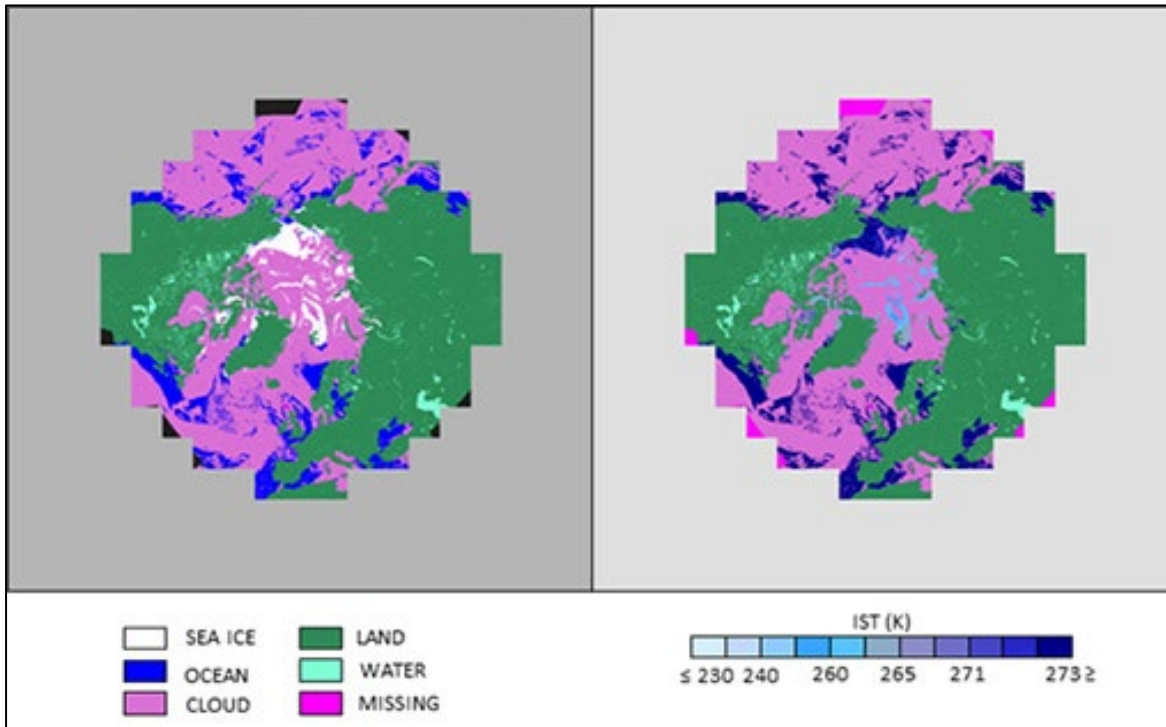 SEA ICE
LAND
OCEAN
WATER
CLOUD
MISSING
IST (K)
≤ 230 240 260 265 271 273 ≥